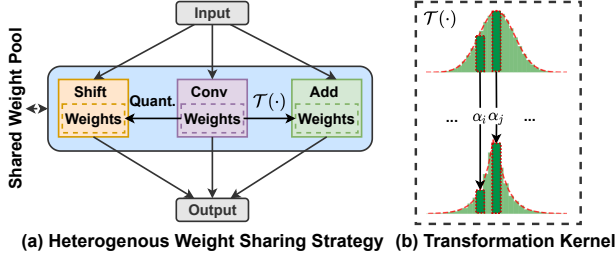 Input
Shared Weight Pool
Shift
Weights
Quant.
Conv
Weights
𝒯(·)
Add
Weights
Output
(a) Heterogenous Weight Sharing Strategy
𝒯(·)
... αᵢ αⱼ ...
(b) Transformation Kernel